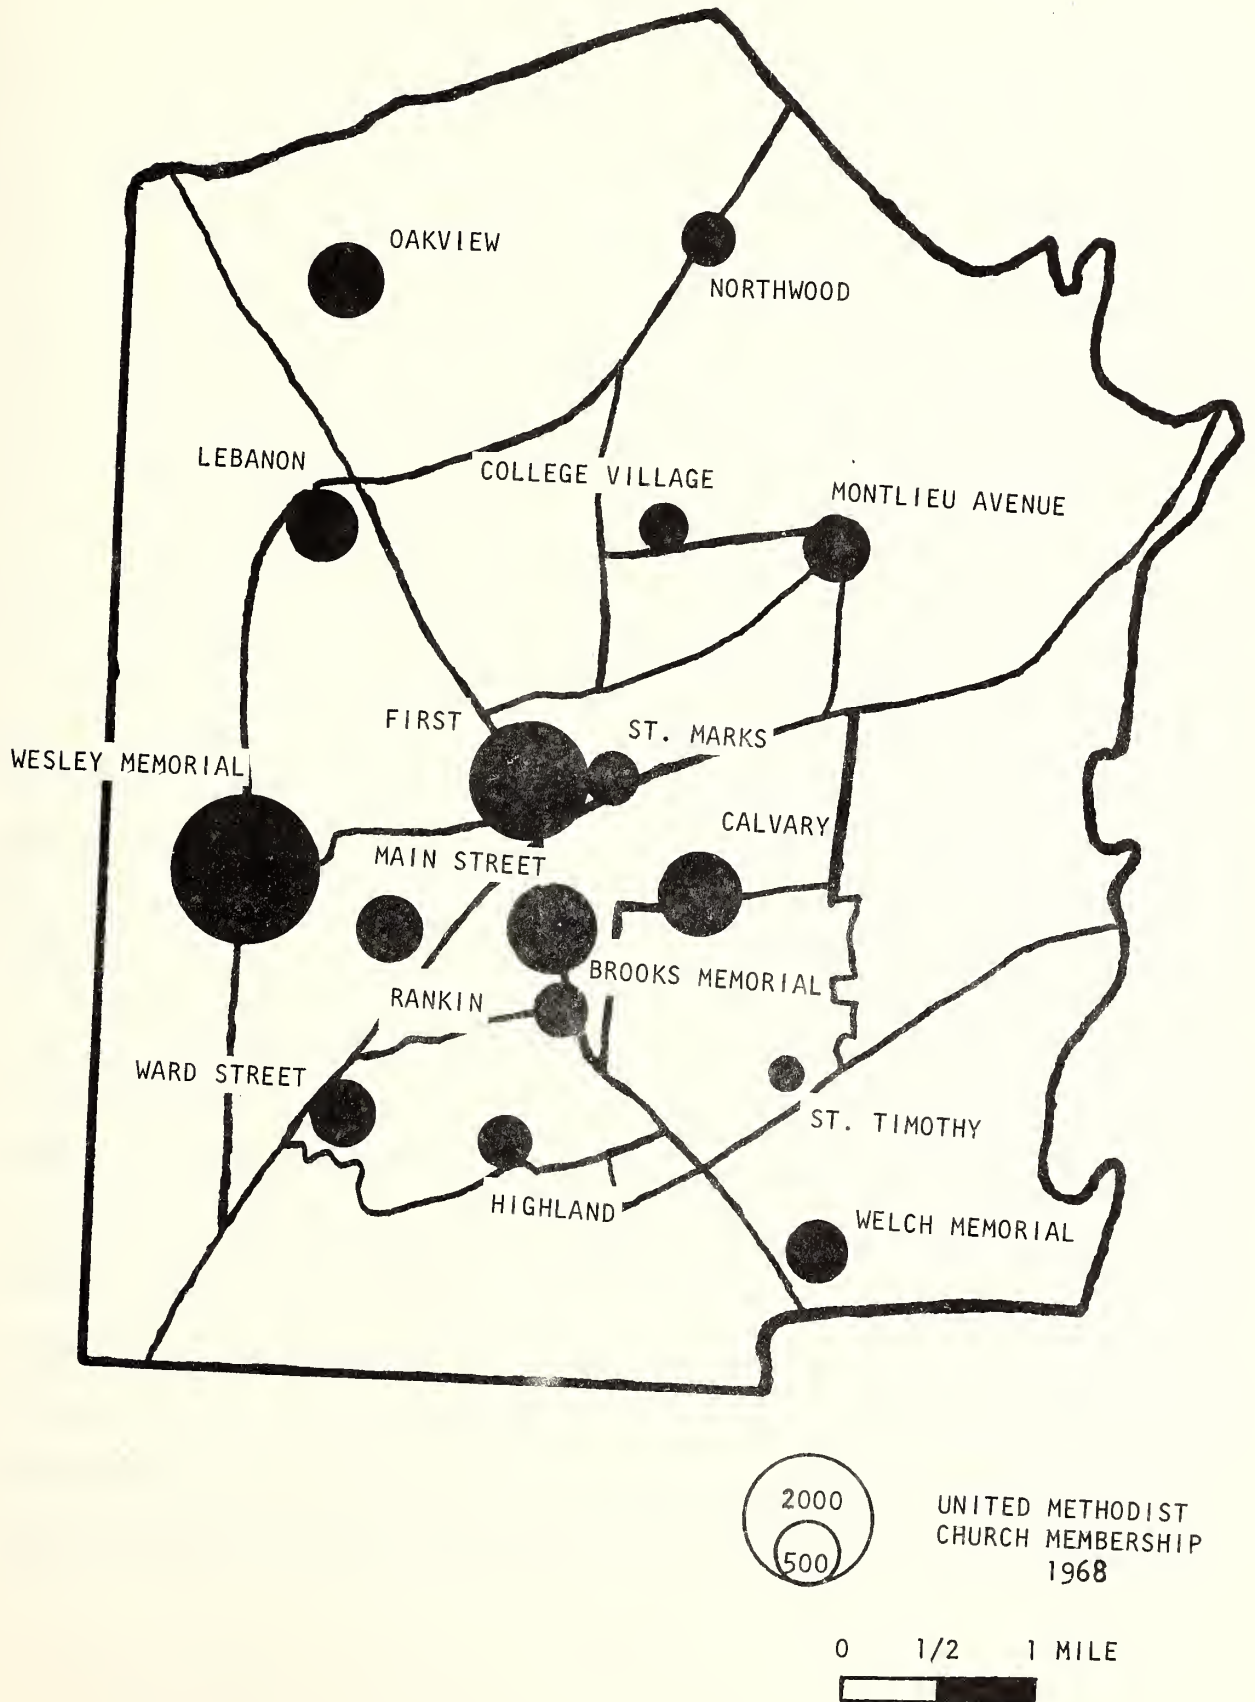 OAKVIEW
NORTHWOOD
LEBANON
COLLEGE VILLAGE
MONTLIEU AVENUE
FIRST
ST. MARKS
WESLEY MEMORIAL
CALVARY
MAIN STREET
BROOKS MEMORIAL
RANKIN
WARD STREET
ST. TIMOTHY
HIGHLAND
WELCH MEMORIAL
2000
500
UNITED METHODIST
CHURCH MEMBERSHIP
1968
0 1/2 1 MILE